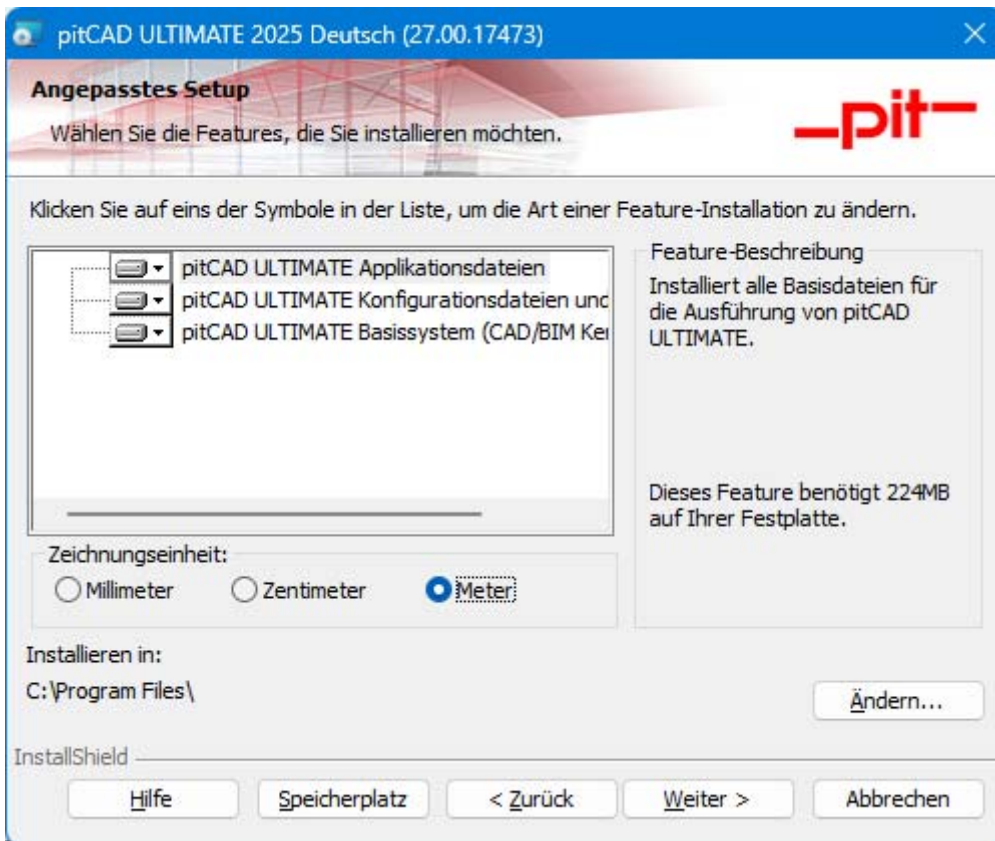 pitCAD ULTIMATE 2025 Deutsch (27.00.17473)
Angepasstes Setup
Wählen Sie die Features, die Sie installieren möchten.
pit
Klicken Sie auf eins der Symbole in der Liste, um die Art einer Feature-Installation zu ändern.
pitCAD ULTIMATE Applikationsdateien
pitCAD ULTIMATE Konfigurationsdateien und
pitCAD ULTIMATE Basissystem (CAD/BIM Ker
Feature-Beschreibung
Installiert alle Basisdateien für
die Ausführung von pitCAD
ULTIMATE.
Dieses Feature benötigt 224MB
auf Ihrer Festplatte.
Zeichnungseinheit:
Millimeter Zentimeter Meter
Installieren in:
C:\Program Files\
Ändern...
InstallShield
Hilfe Speicherplatz < Zurück Weiter > Abbrechen